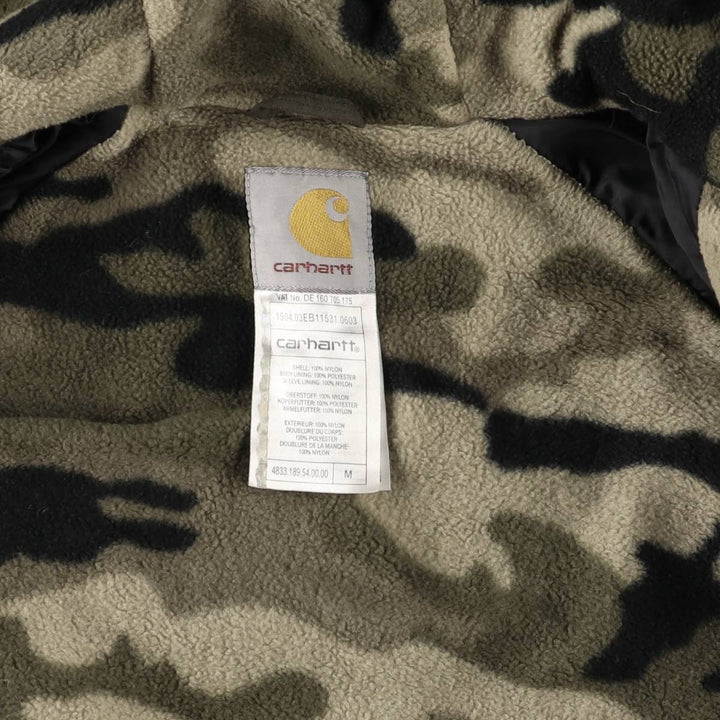 carhartt
VAT No. DE 160 705 175
1504.03EB11531.0603
carhartt®
SHELL: 100% NYLON
BODY LINING: 100% POLYESTER
SLEEVE LINING: 100% NYLON
OBERSTOFF: 100% NYLON
KÖRPERFUTTER: 100% POLYESTER
ÄRMELFUTTER: 100% NYLON
EXTÉRIEUR: 100% NYLON
DOUBLURE DU CORPS:
100% POLYESTER
DOUBLURE DE LA MANCHE:
100% NYLON
4833.189.54.00.00 M